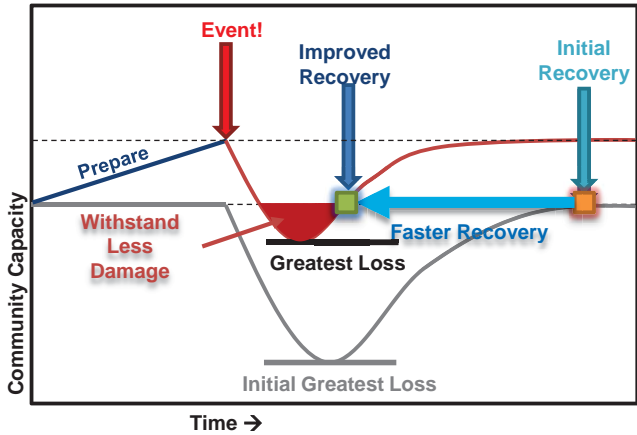 Event!
Improved
Recovery
Initial
Recovery
Prepare
Withstand
Less
Damage
Faster Recovery
Greatest Loss
Initial Greatest Loss
Community Capacity
Time →